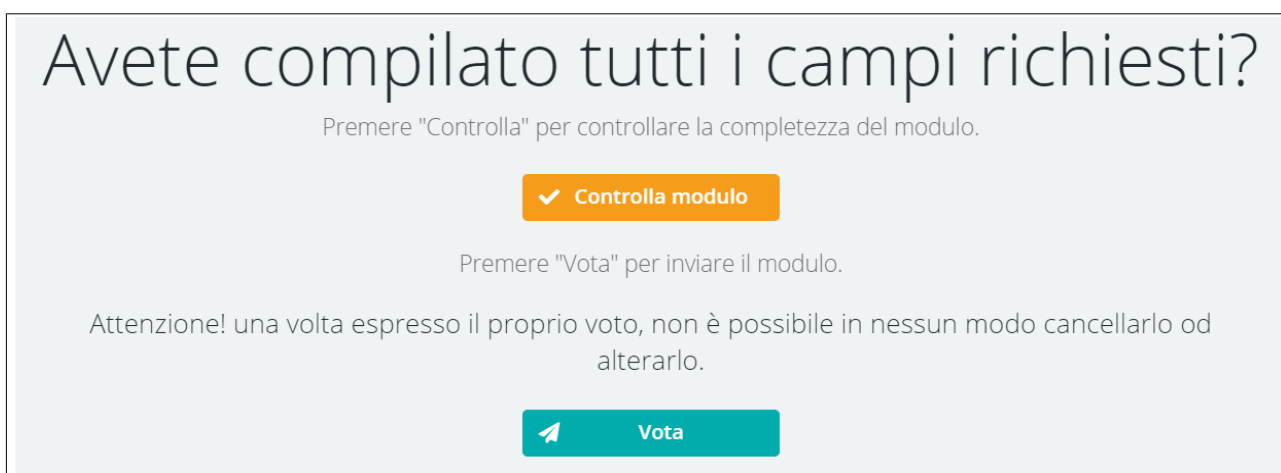 Avete compilato tutti i campi richiesti?
Premere "Controlla" per controllare la completezza del modulo.
Controlla modulo
Premere "Vota" per inviare il modulo.
Attenzione! una volta espresso il proprio voto, non è possibile in nessun modo cancellarlo od
alterarlo.
Vota